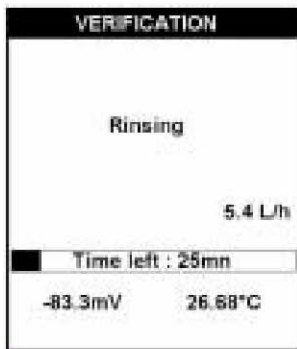 VERIFICATION
Rinsing
5.4 L/h
Time left : 25mn
-83.3mV 26.68°C